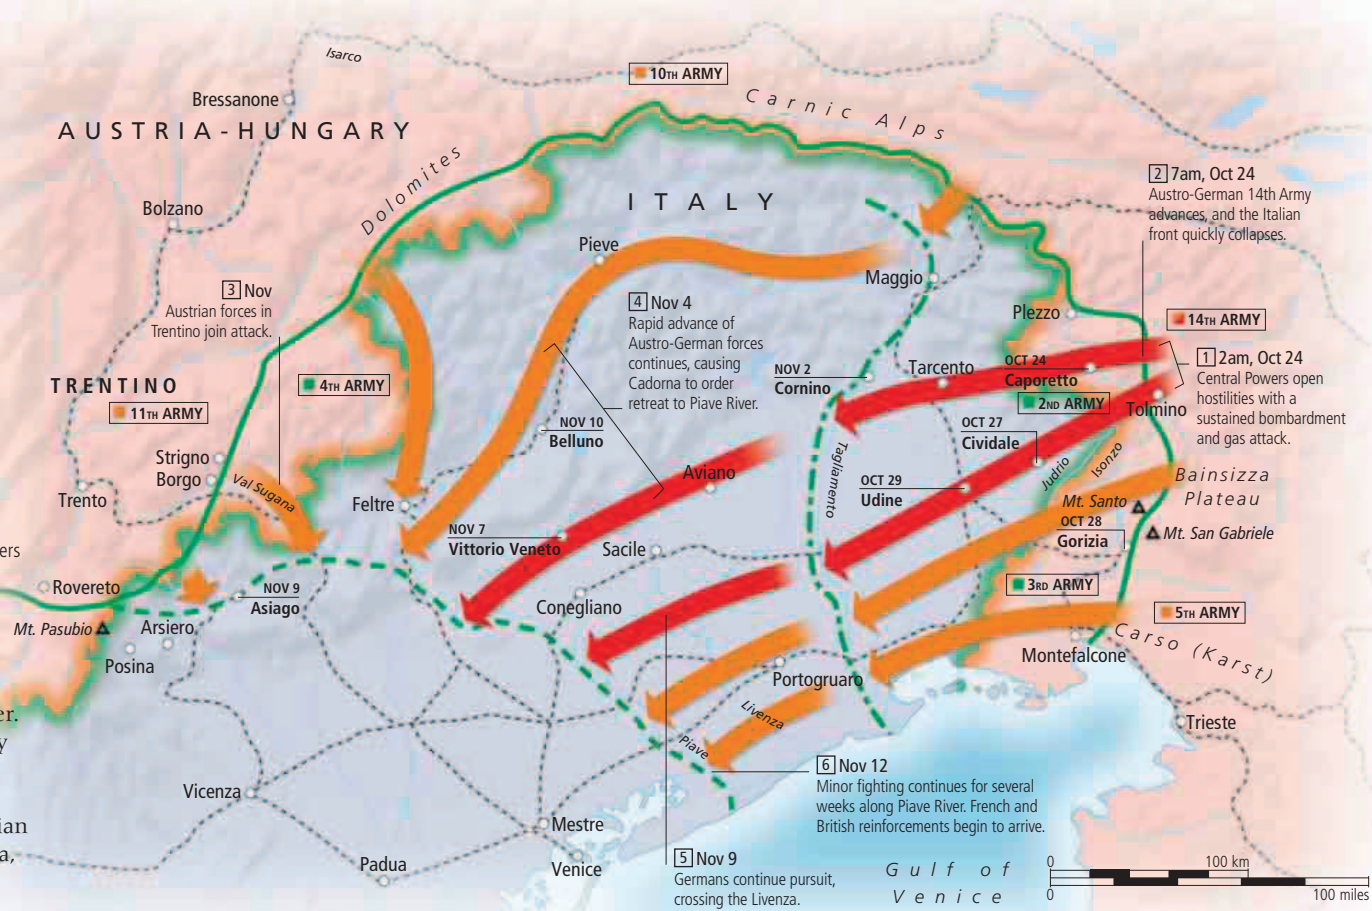 Isarco
10TH ARMY
Bressanone
Carnic Alps
AUSTRIA-HUNGARY
Dolomites
2 7am, Oct 24
Austro-German 14th Army
advances, and the Italian
front quickly collapses.
ITALY
Bolzano
Pieve
Maggio
3 Nov
Austrian forces in
Trentino join attack.
4 Nov 4
Rapid advance of
Austro-German forces
continues, causing
Cadorna to order
retreat to Piave River.
Plezzo
14TH ARMY
1 2am, Oct 24
Central Powers open
hostilities with a
sustained bombardment
and gas attack.
TRENTINO
11TH ARMY
4TH ARMY
NOV 2
Cornino
Tarcento
OCT 24
Caporetto
2ND ARMY
Tolmino
NOV 10
Belluno
OCT 27
Cividale
Strigno
Borgo
Val Sugana
Trento
Feltre
Aviano
Tagliamento
OCT 29
Udine
Judrio
Isonzo
Bainsizza
Plateau
Mt. Santo
Mt. San Gabriele
OCT 28
Gorizia
NOV 7
Vittorio Veneto
Sacile
ers
Rovereto
NOV 9
Asiago
Conegliano
3RD ARMY
5TH ARMY
Mt. Pasubio
Arsiero
Posina
Carso (Karst)
Montefalcone
Portogruaro
Livenza
Piave
Trieste
er.
y
6 Nov 12
Minor fighting continues for several
weeks along Piave River. French and
British reinforcements begin to arrive.
Vicenza
ian
a,
Mestre
Padua
Venice
5 Nov 9
Germans continue pursuit,
crossing the Livenza.
Gulf of
Venice
0 100 km
0 100 miles